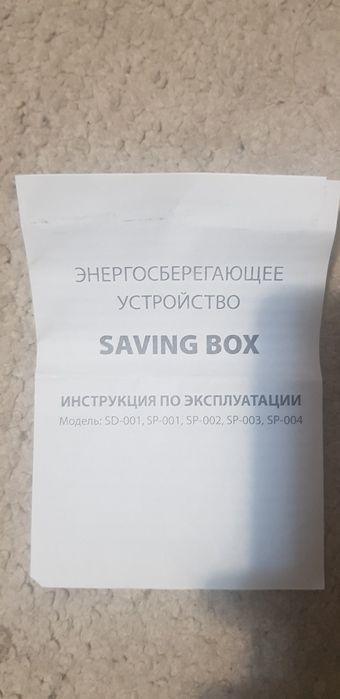 ЭНЕРГОСБЕРЕГАЮЩЕЕ
УСТРОЙСТВО
SAVING BOX
ИНСТРУКЦИЯ ПО ЭКСПЛУАТАЦИИ
Модель: SD-001, SP-001, SP-002, SP-003, SP-004